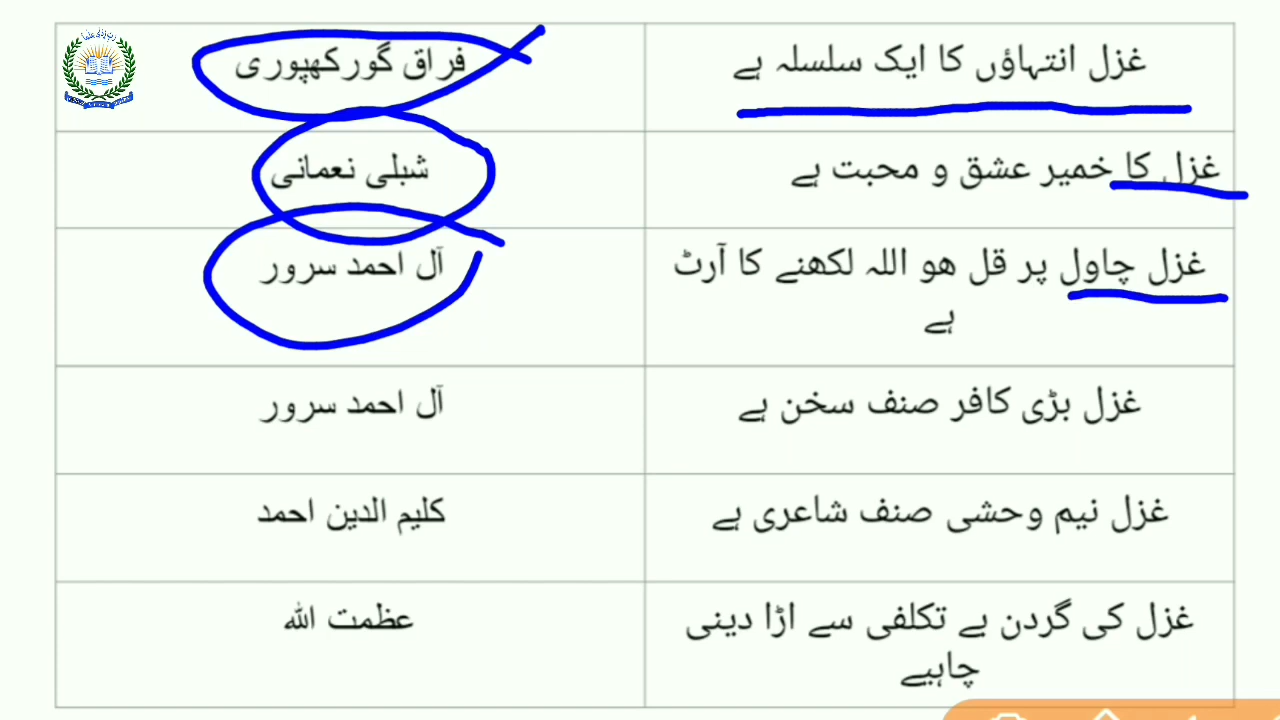 غزل انتہاؤں کا ایک سلسلہ ہے
فراق گورکھپوری
غزل کا خمیر عشق و محبت ہے
شبلی نعمانی
غزل چاول پر قل ھو اللہ لکھنے کا آرٹ
ہے
آل احمد سرور
غزل بڑی کافر صنف سخن ہے
آل احمد سرور
غزل نیم وحشی صنف شاعری ہے
کلیم الدین احمد
غزل کی گردن بے تکلفی سے اڑا دینی
چاہیے
عظمت اللہ